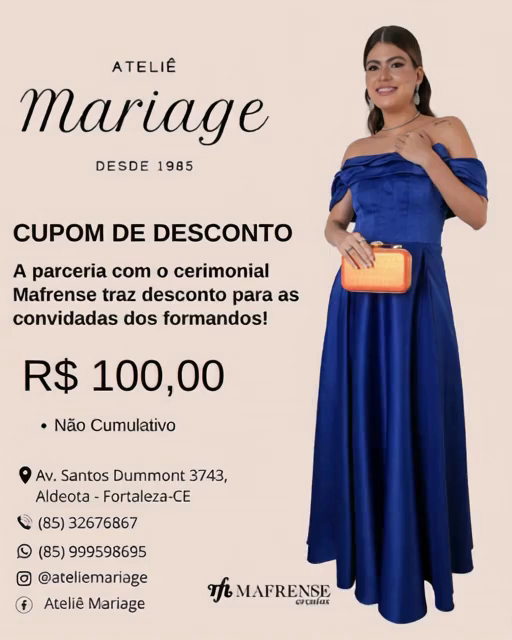 ATELIÊ
Mariage
DESDE 1985
CUPOM DE DESCONTO
A parceria com o cerimonial
Mafrense traz desconto para as
convidadas dos formandos!
R$ 100,00
• Não Cumulativo
Av. Santos Dummont 3743,
Aldeota - Fortaleza-CE
(85) 32676867
(85) 999598695
@ateliemariage
Ateliê Mariage
MAFRENSE